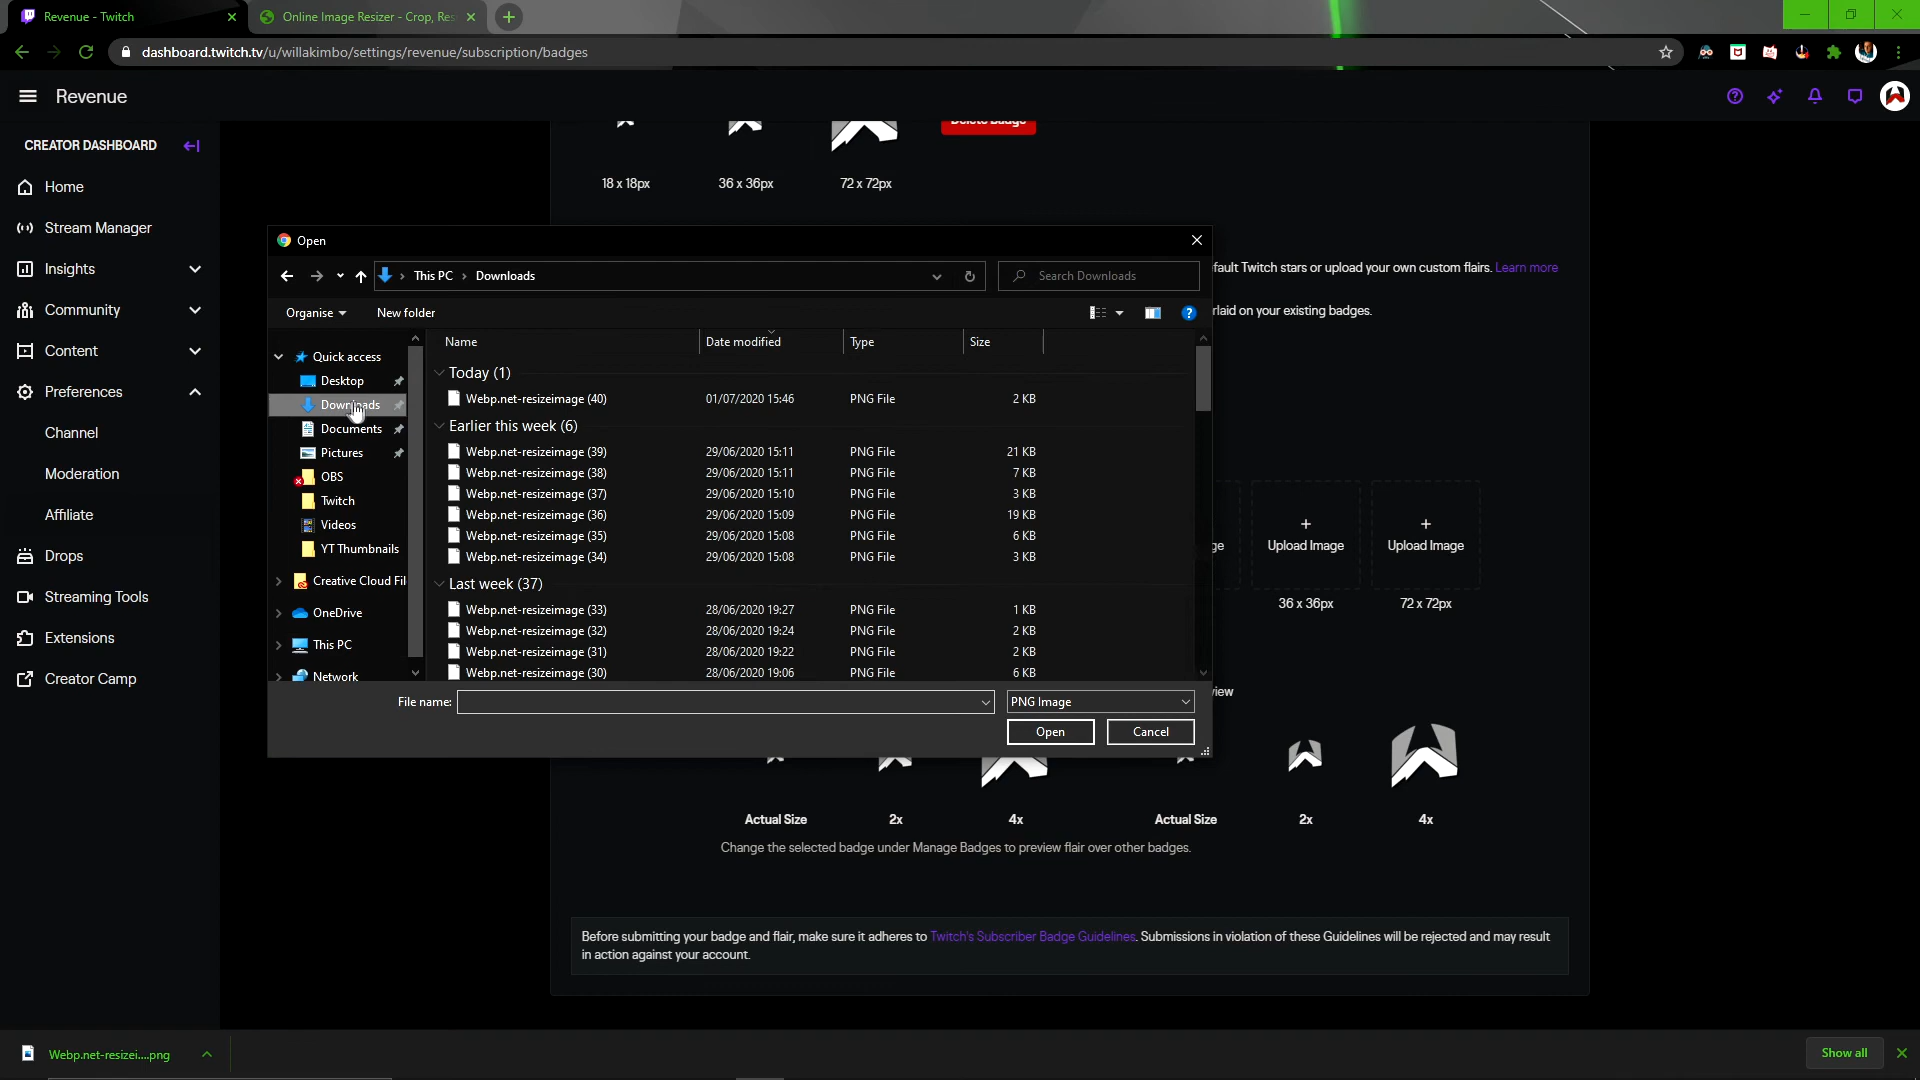 Revenue - Twitch
Online Image Resizer - Crop, Res
dashboard.twitch.tv/u/willakimbo/settings/revenue/subscription/badges
Revenue
CREATOR DASHBOARD
Home
Stream Manager
Insights
Community
Content
Preferences
Channel
Moderation
Affiliate
Drops
Streaming Tools
Extensions
Creator Camp
Delete Badge
18 x 18px
36 x 36px
72 x 72px
fault Twitch stars or upload your own custom flairs. Learn more
rlaid on your existing badges.
Open
This PC > Downloads
Search Downloads
Organise
New folder
Quick access
Desktop
Downloads
Documents
Pictures
OBS
Twitch
Videos
YT Thumbnails
Creative Cloud Fil
OneDrive
This PC
Network
Name Date modified Type Size
Today (1)
Webp.net-resizeimage (40) 01/07/2020 15:46 PNG File 2 KB
Earlier this week (6)
Webp.net-resizeimage (39) 29/06/2020 15:11 PNG File 21 KB
Webp.net-resizeimage (38) 29/06/2020 15:11 PNG File 7 KB
Webp.net-resizeimage (37) 29/06/2020 15:10 PNG File 3 KB
Webp.net-resizeimage (36) 29/06/2020 15:09 PNG File 19 KB
Webp.net-resizeimage (35) 29/06/2020 15:08 PNG File 6 KB
Webp.net-resizeimage (34) 29/06/2020 15:08 PNG File 3 KB
Last week (37)
Webp.net-resizeimage (33) 28/06/2020 19:27 PNG File 1 KB
Webp.net-resizeimage (32) 28/06/2020 19:24 PNG File 2 KB
Webp.net-resizeimage (31) 28/06/2020 19:22 PNG File 2 KB
Webp.net-resizeimage (30) 28/06/2020 19:06 PNG File 6 KB
File name:
PNG Image
Open
Cancel
ge
+
Upload Image
36 x 36px
+
Upload Image
72 x 72px
view
Actual Size 2x 4x
Actual Size 2x 4x
Change the selected badge under Manage Badges to preview flair over other badges.
Before submitting your badge and flair, make sure it adheres to Twitch's Subscriber Badge Guidelines. Submissions in violation of these Guidelines will be rejected and may result
in action against your account.
Webp.net-resizei....png
Show all